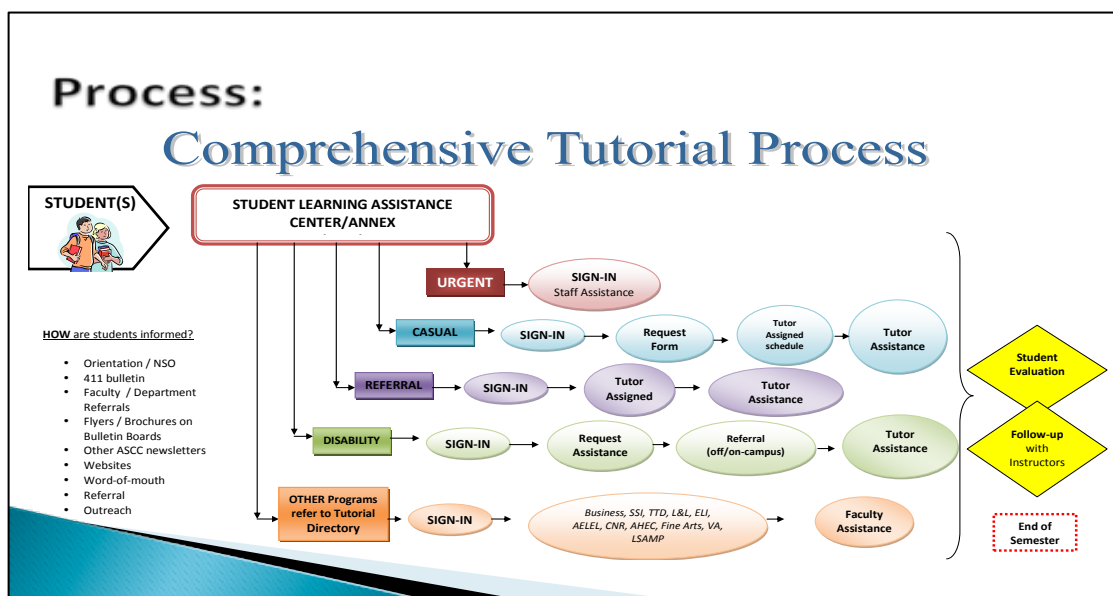 Process:
Comprehensive Tutorial Process
STUDENT(S)
STUDENT LEARNING ASSISTANCE
CENTER/ANNEX
URGENT
SIGN-IN
Staff Assistance
CASUAL
SIGN-IN
Request
Form
Tutor
Assigned
schedule
Tutor
Assistance
REFERRAL
SIGN-IN
Tutor
Assigned
Tutor
Assistance
DISABILITY
SIGN-IN
Request
Assistance
Referral
(off/on-campus)
Tutor
Assistance
OTHER Programs
refer to Tutorial
Directory
SIGN-IN
Business, SSI, TTD, L&L, ELI,
AELEL, CNR, AHEC, Fine Arts, VA,
LSAMP
Faculty
Assistance
HOW are students informed?
• Orientation / NSO
• 411 bulletin
• Faculty / Department
Referrals
• Flyers / Brochures on
Bulletin Boards
• Other ASCC newsletters
• Websites
• Word-of-mouth
• Referral
• Outreach
Student
Evaluation
Follow-up
with
Instructors
End of
Semester